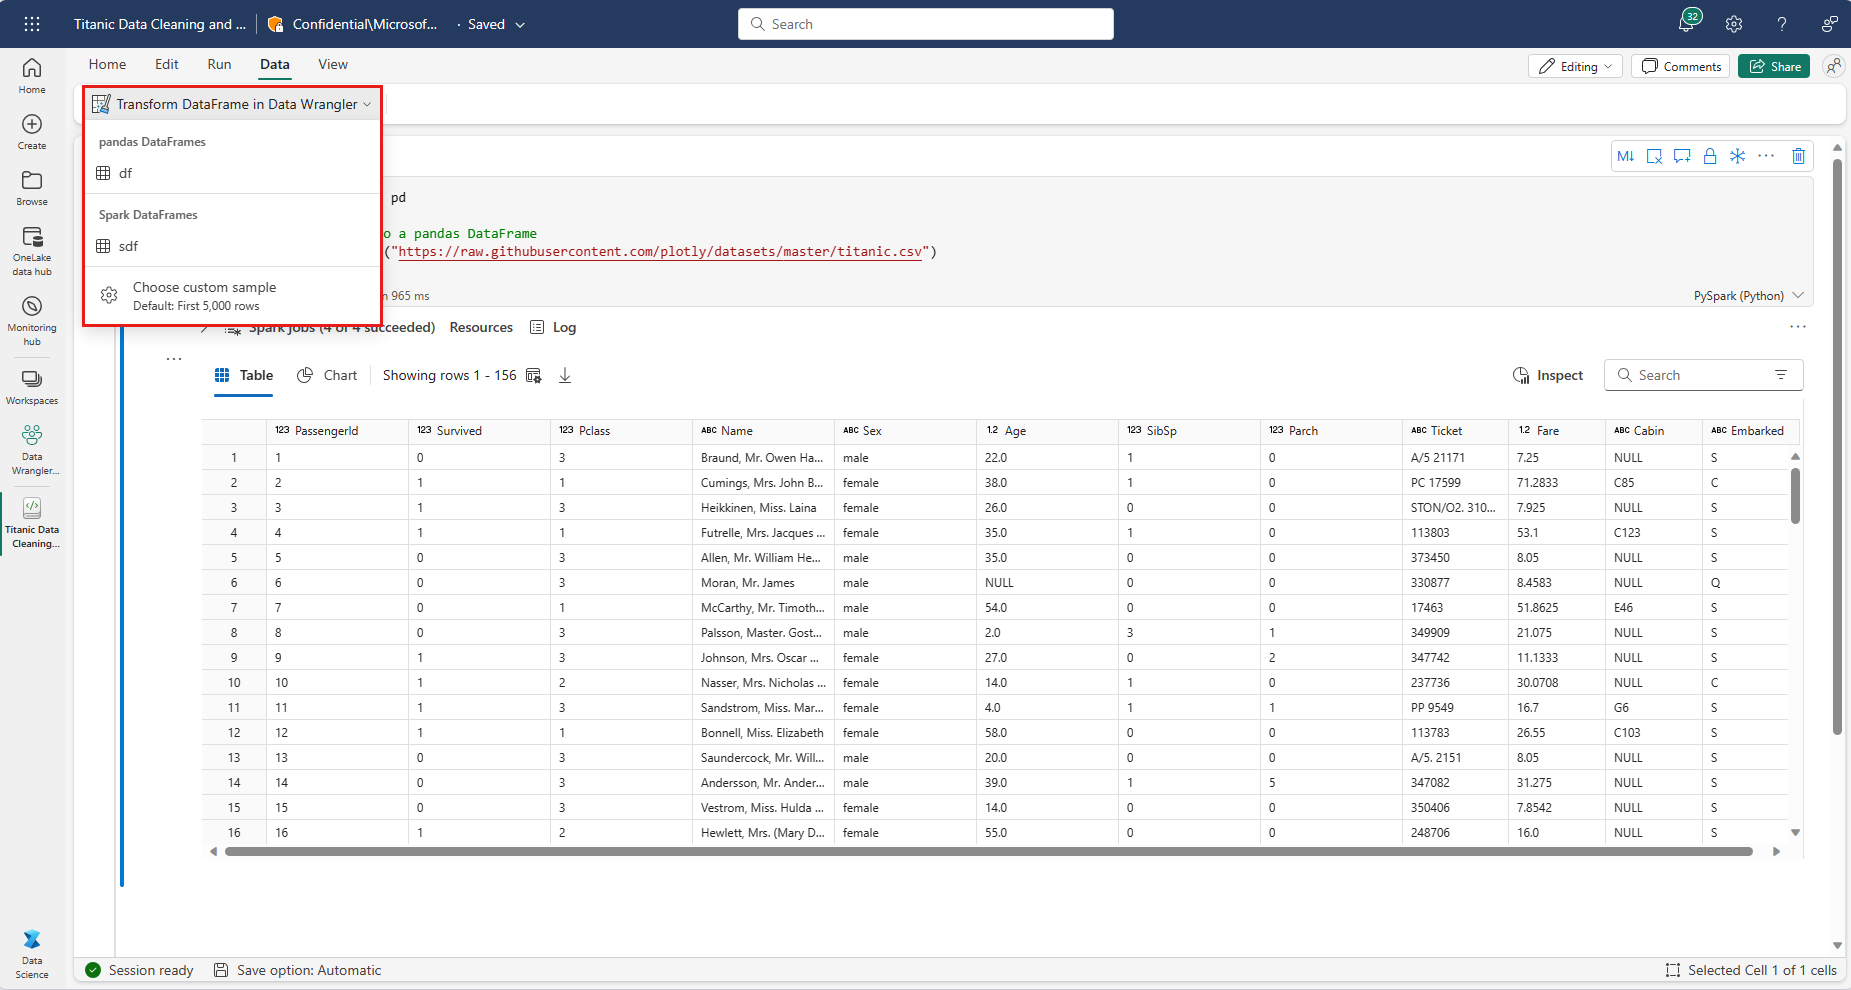 Titanic Data Cleaning and ...
Confidential\Microsof...
· Saved
Search
32
Home
Edit
Run
Data
View
Editing
Comments
Share
Home
Create
Browse
OneLake
data hub
Monitoring
hub
Workspaces
Data
Wrangler...
Titanic Data
Cleaning...
Data
Science
Transform DataFrame in Data Wrangler
pandas DataFrames
df
Spark DataFrames
sdf
Choose custom sample
Default: First 5,000 rows
M↓
pd
o a pandas DataFrame
("https://raw.githubusercontent.com/plotly/datasets/master/titanic.csv")
965 ms
PySpark (Python)
Spark jobs (4 of 4 succeeded) Resources Log
Table Chart Showing rows 1 - 156
Inspect
Search
123 PassengerId 123 Survived 123 Pclass ABC Name ABC Sex 1.2 Age 123 SibSp 123 Parch ABC Ticket 1.2 Fare ABC Cabin ABC Embarked
1 1 0 3 Braund, Mr. Owen Ha... male 22.0 1 0 A/5 21171 7.25 NULL S
2 2 1 1 Cumings, Mrs. John B... female 38.0 1 0 PC 17599 71.2833 C85 C
3 3 1 3 Heikkinen, Miss. Laina female 26.0 0 0 STON/O2. 310... 7.925 NULL S
4 4 1 1 Futrelle, Mrs. Jacques ... female 35.0 1 0 113803 53.1 C123 S
5 5 0 3 Allen, Mr. William He... male 35.0 0 0 373450 8.05 NULL S
6 6 0 3 Moran, Mr. James male NULL 0 0 330877 8.4583 NULL Q
7 7 0 1 McCarthy, Mr. Timoth... male 54.0 0 0 17463 51.8625 E46 S
8 8 0 3 Palsson, Master. Gost... male 2.0 3 1 349909 21.075 NULL S
9 9 1 3 Johnson, Mrs. Oscar ... female 27.0 0 2 347742 11.1333 NULL S
10 10 1 2 Nasser, Mrs. Nicholas ... female 14.0 1 0 237736 30.0708 NULL C
11 11 1 3 Sandstrom, Miss. Mar... female 4.0 1 1 PP 9549 16.7 G6 S
12 12 1 1 Bonnell, Miss. Elizabeth female 58.0 0 0 113783 26.55 C103 S
13 13 0 3 Saundercock, Mr. Will... male 20.0 0 0 A/5. 2151 8.05 NULL S
14 14 0 3 Andersson, Mr. Ander... male 39.0 1 5 347082 31.275 NULL S
15 15 0 3 Vestrom, Miss. Hulda ... female 14.0 0 0 350406 7.8542 NULL S
16 16 1 2 Hewlett, Mrs. (Mary D... female 55.0 0 0 248706 16.0 NULL S
Session ready
Save option: Automatic
Selected Cell 1 of 1 cells